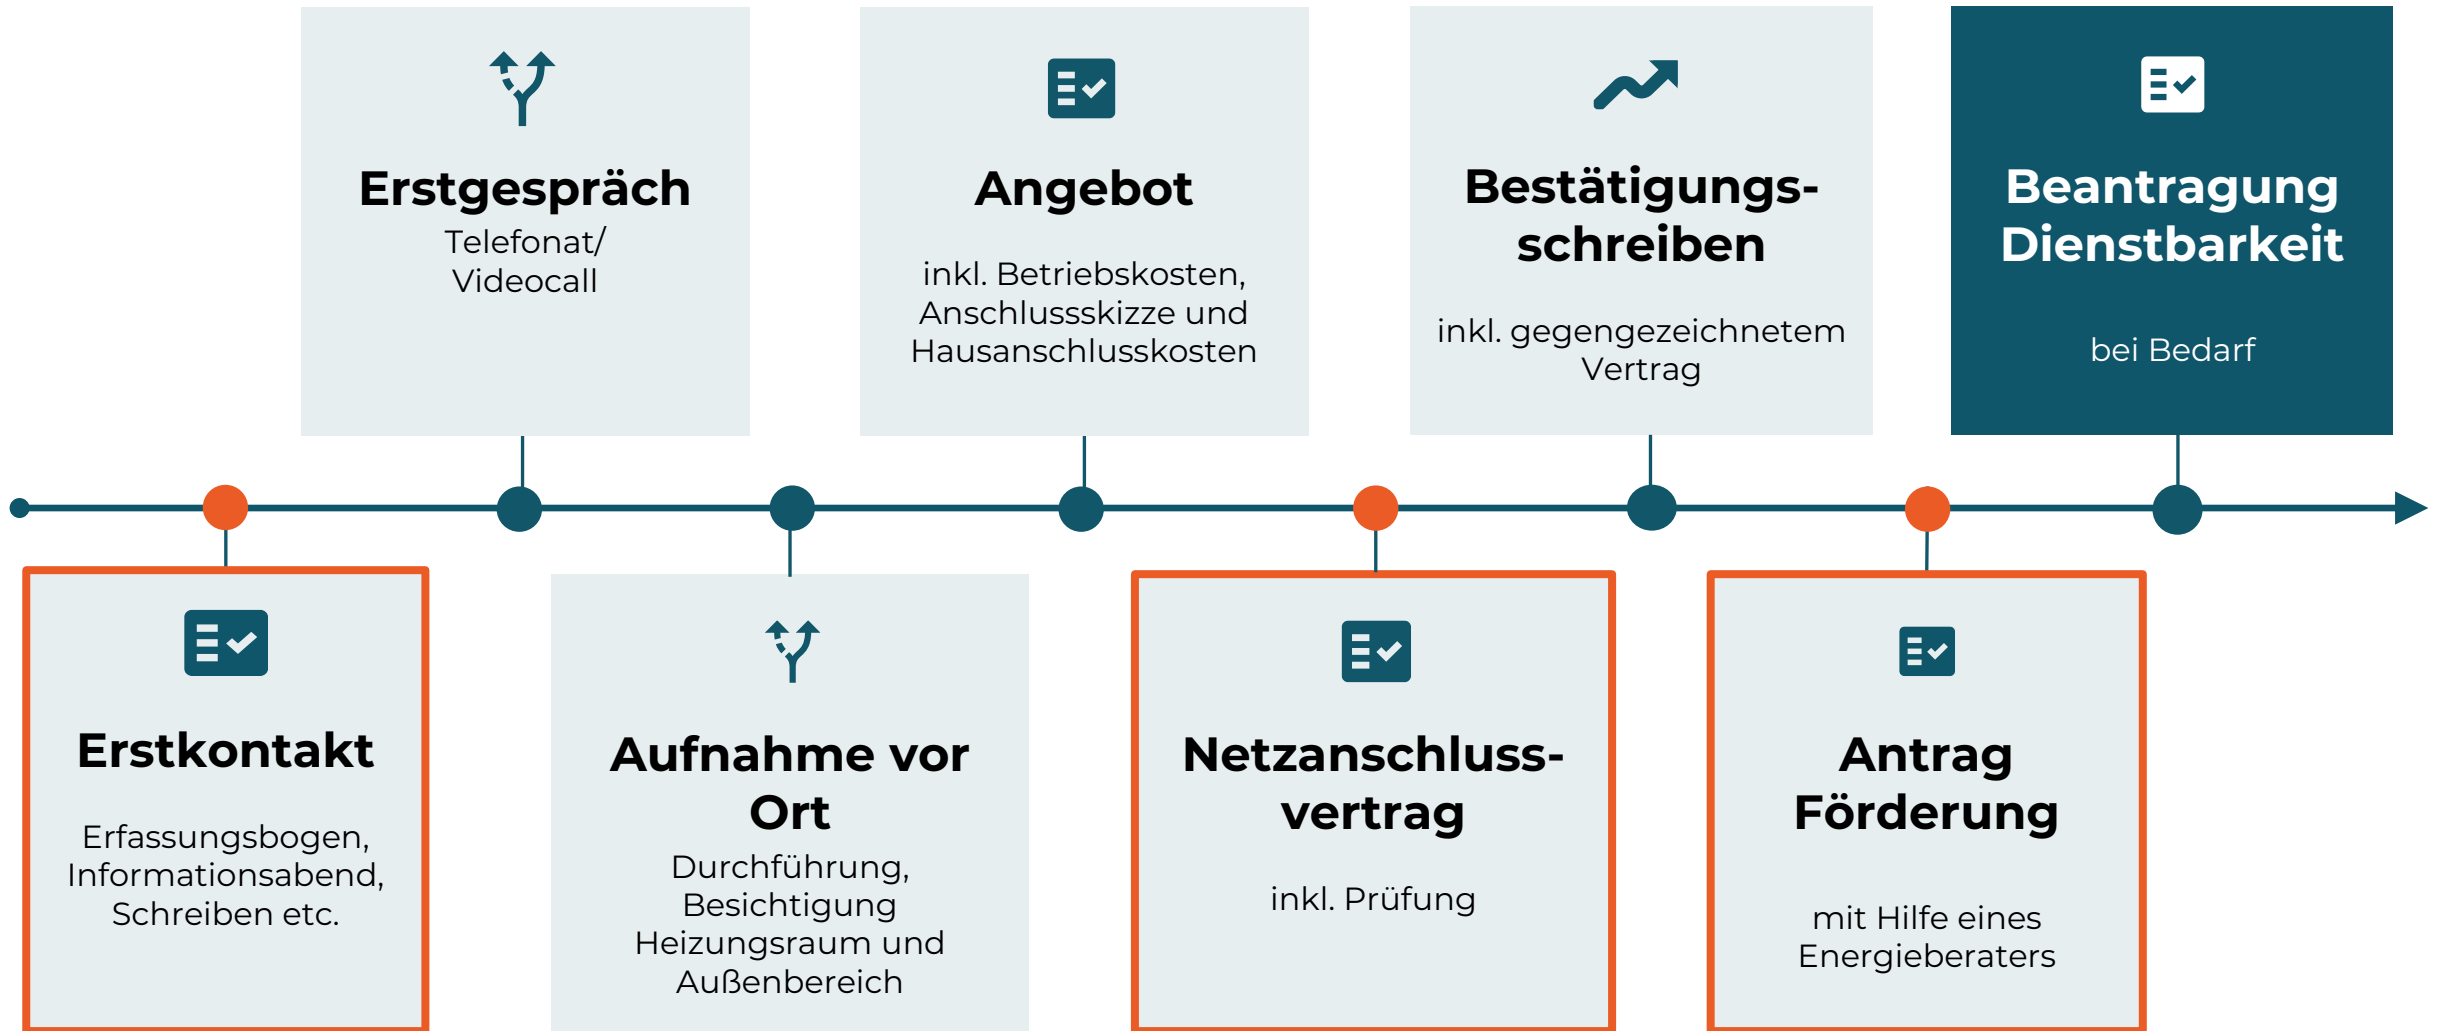 Erstgespräch
Telefonat/
Videocall
Angebot
inkl. Betriebskosten,
Anschlussskizze und
Hausanschlusskosten
Bestätigungs-
schreiben
inkl. gegengezeichnetem
Vertrag
Beantragung
Dienstbarkeit
bei Bedarf
Erstkontakt
Erfassungsbogen,
Informationsabend,
Schreiben etc.
Aufnahme vor
Ort
Durchführung,
Besichtigung
Heizungsraum und
Außenbereich
Netzanschluss-
vertrag
inkl. Prüfung
Antrag
Förderung
mit Hilfe eines
Energieberaters